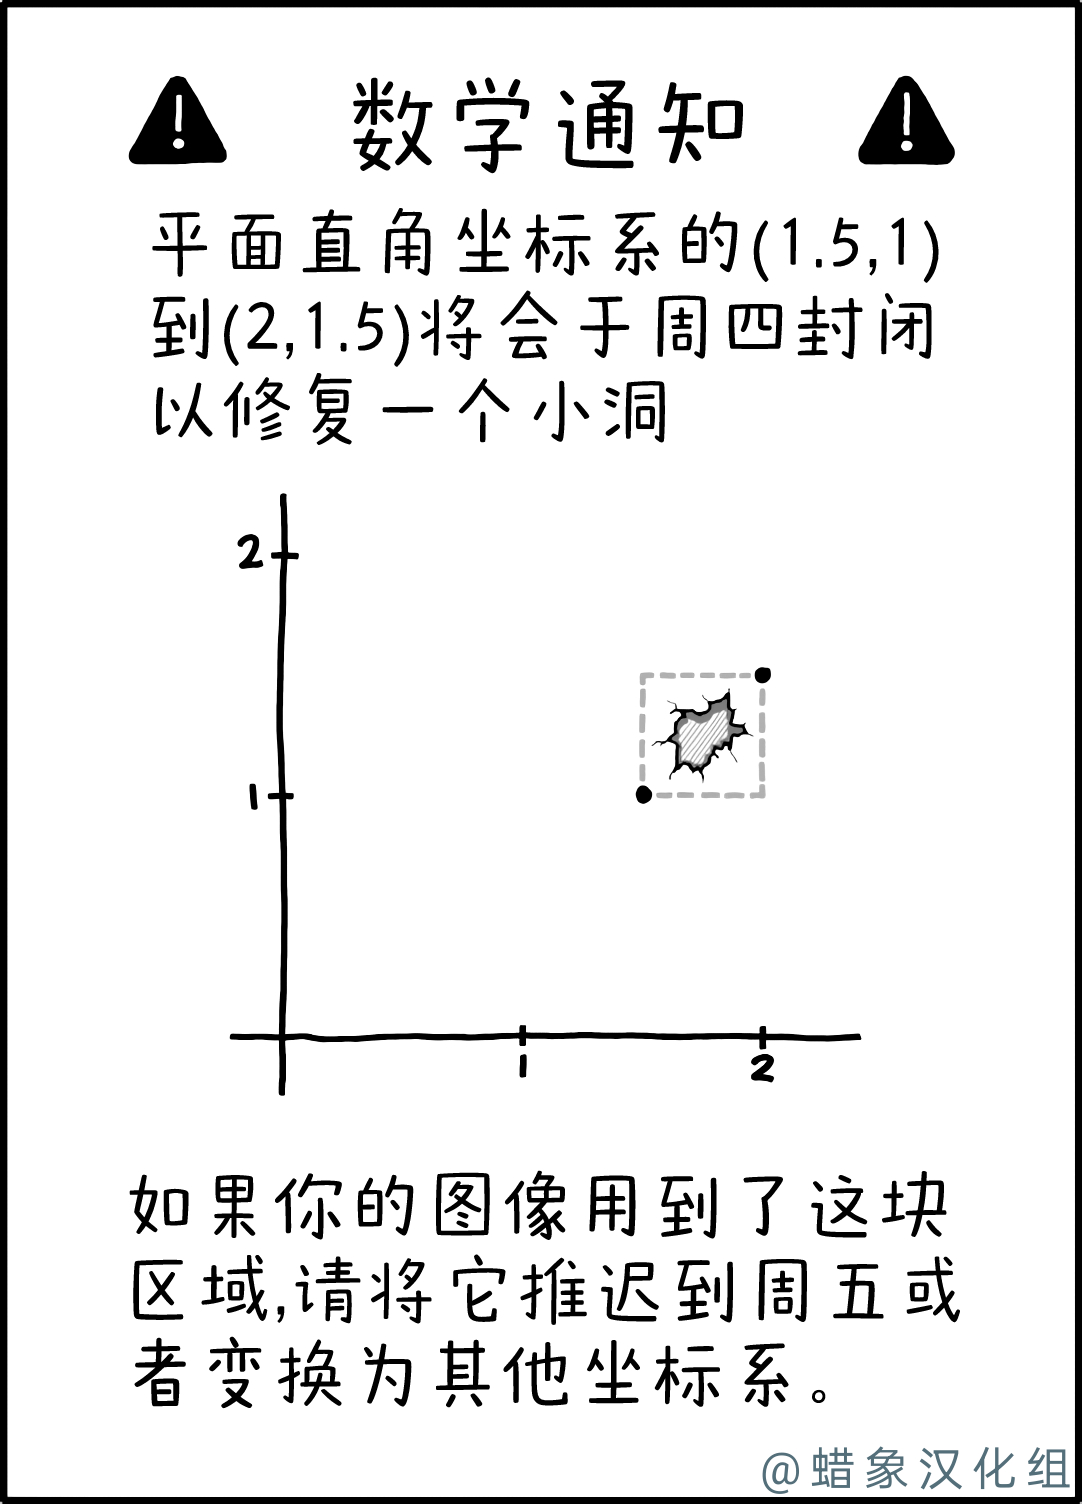 数学通知
平面直角坐标系的(1.5,1)
到(2,1.5)将会于周四封闭
以修复一个小洞
2
1
1
2
如果你的图像用到了这块
区域,请将它推迟到周五或
者变换为其他坐标系。
@蜡象汉化组